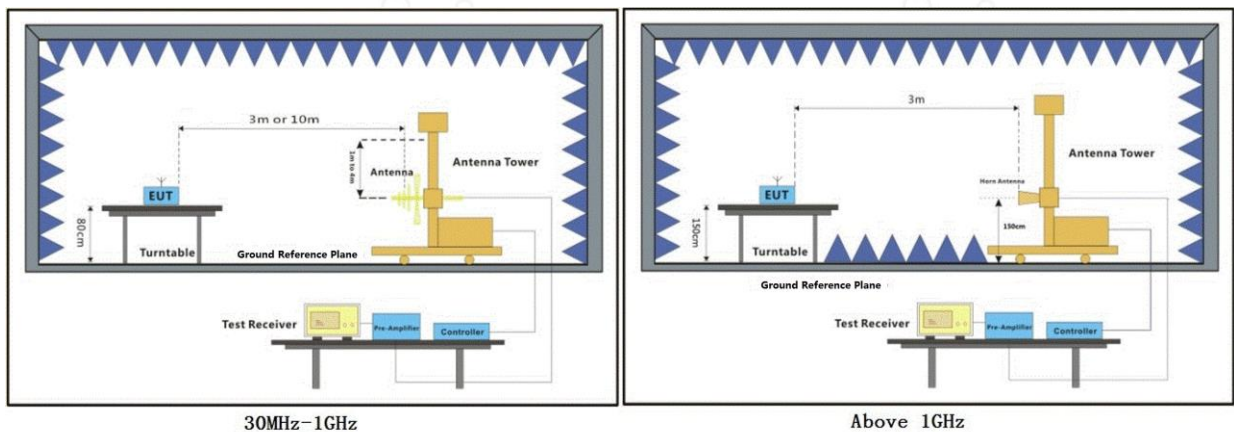 3m or 10m
1m to 4m
Antenna
Antenna Tower
EUT
80cm
Turntable
Ground Reference Plane
Test Receiver
Pre-Amplifier
Controller
30MHz-1GHz
3m
Antenna Tower
Horn Antenna
EUT
150cm
150cm
Turntable
Ground Reference Plane
Test Receiver
Pre-Amplifier
Controller
Above 1GHz